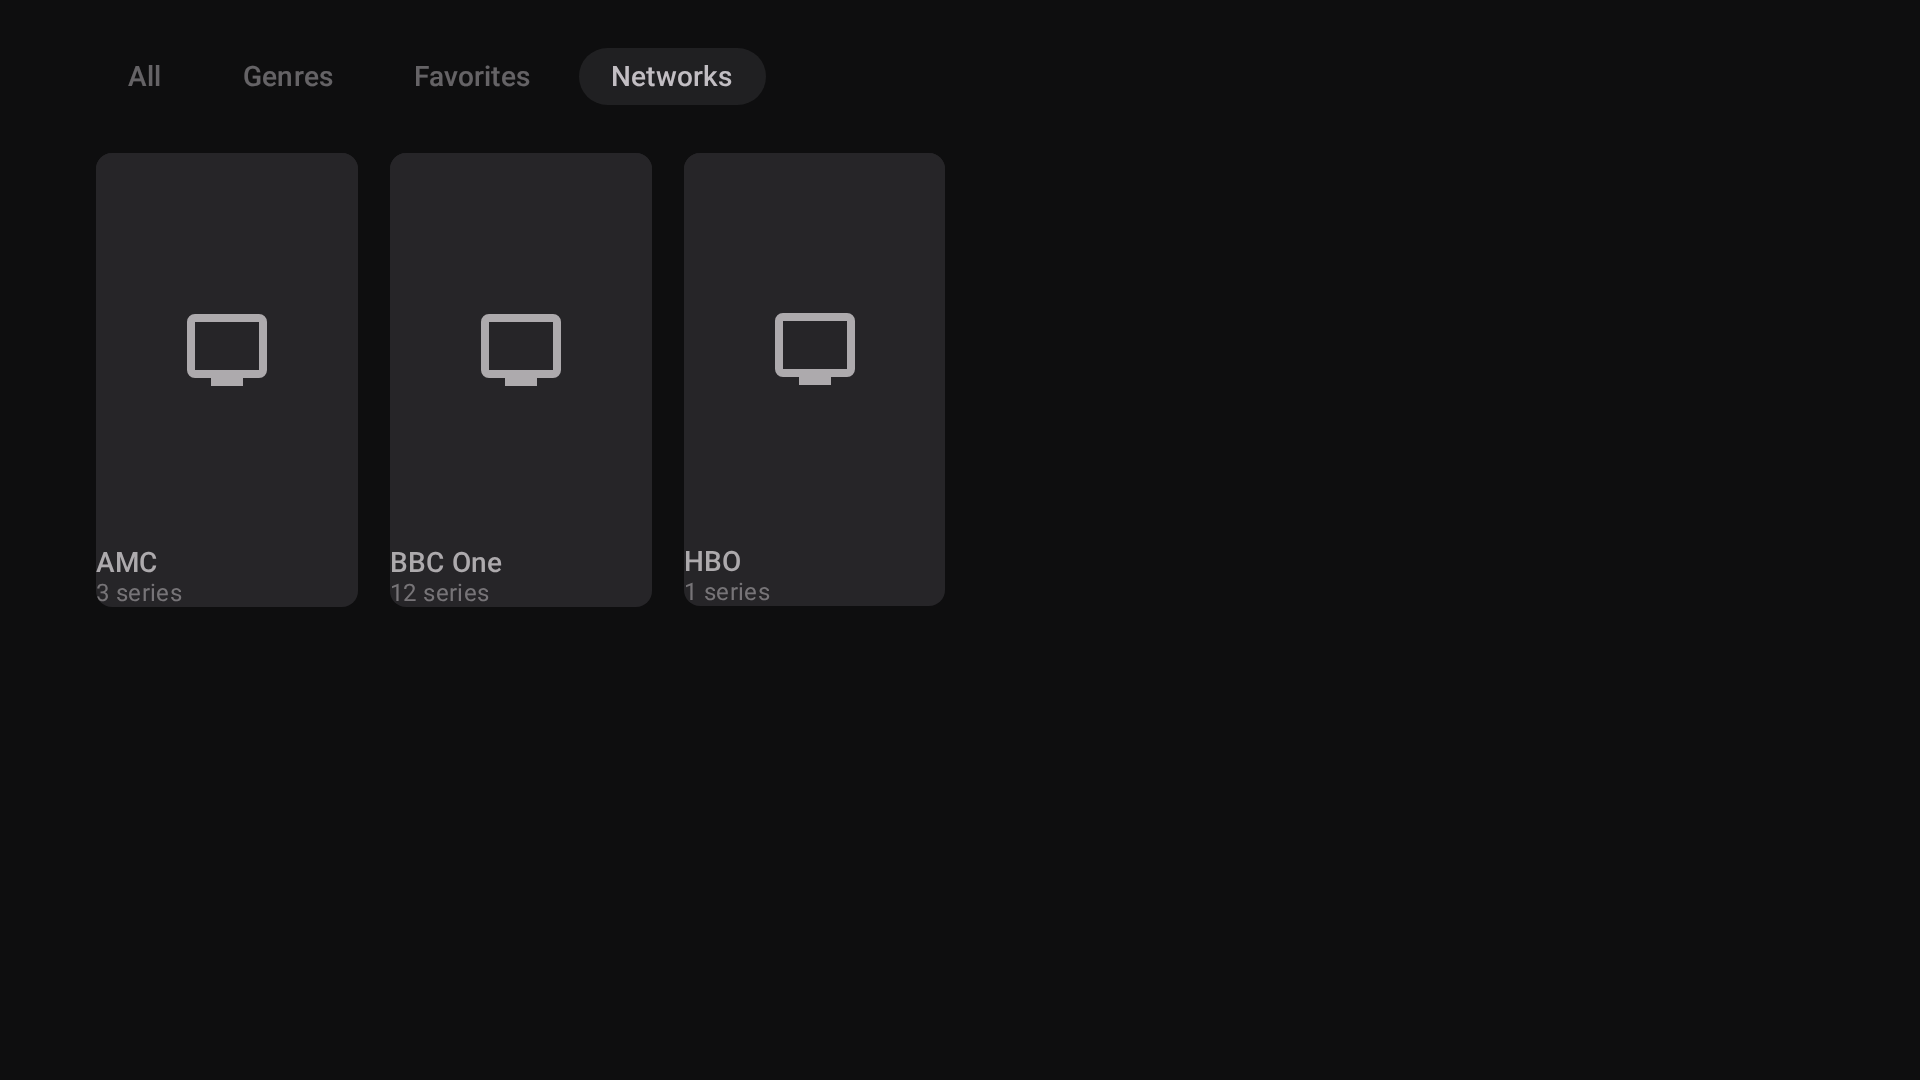 All
Genres
Favorites
Networks
AMC
3 series
BBC One
12 series
HBO
1 series